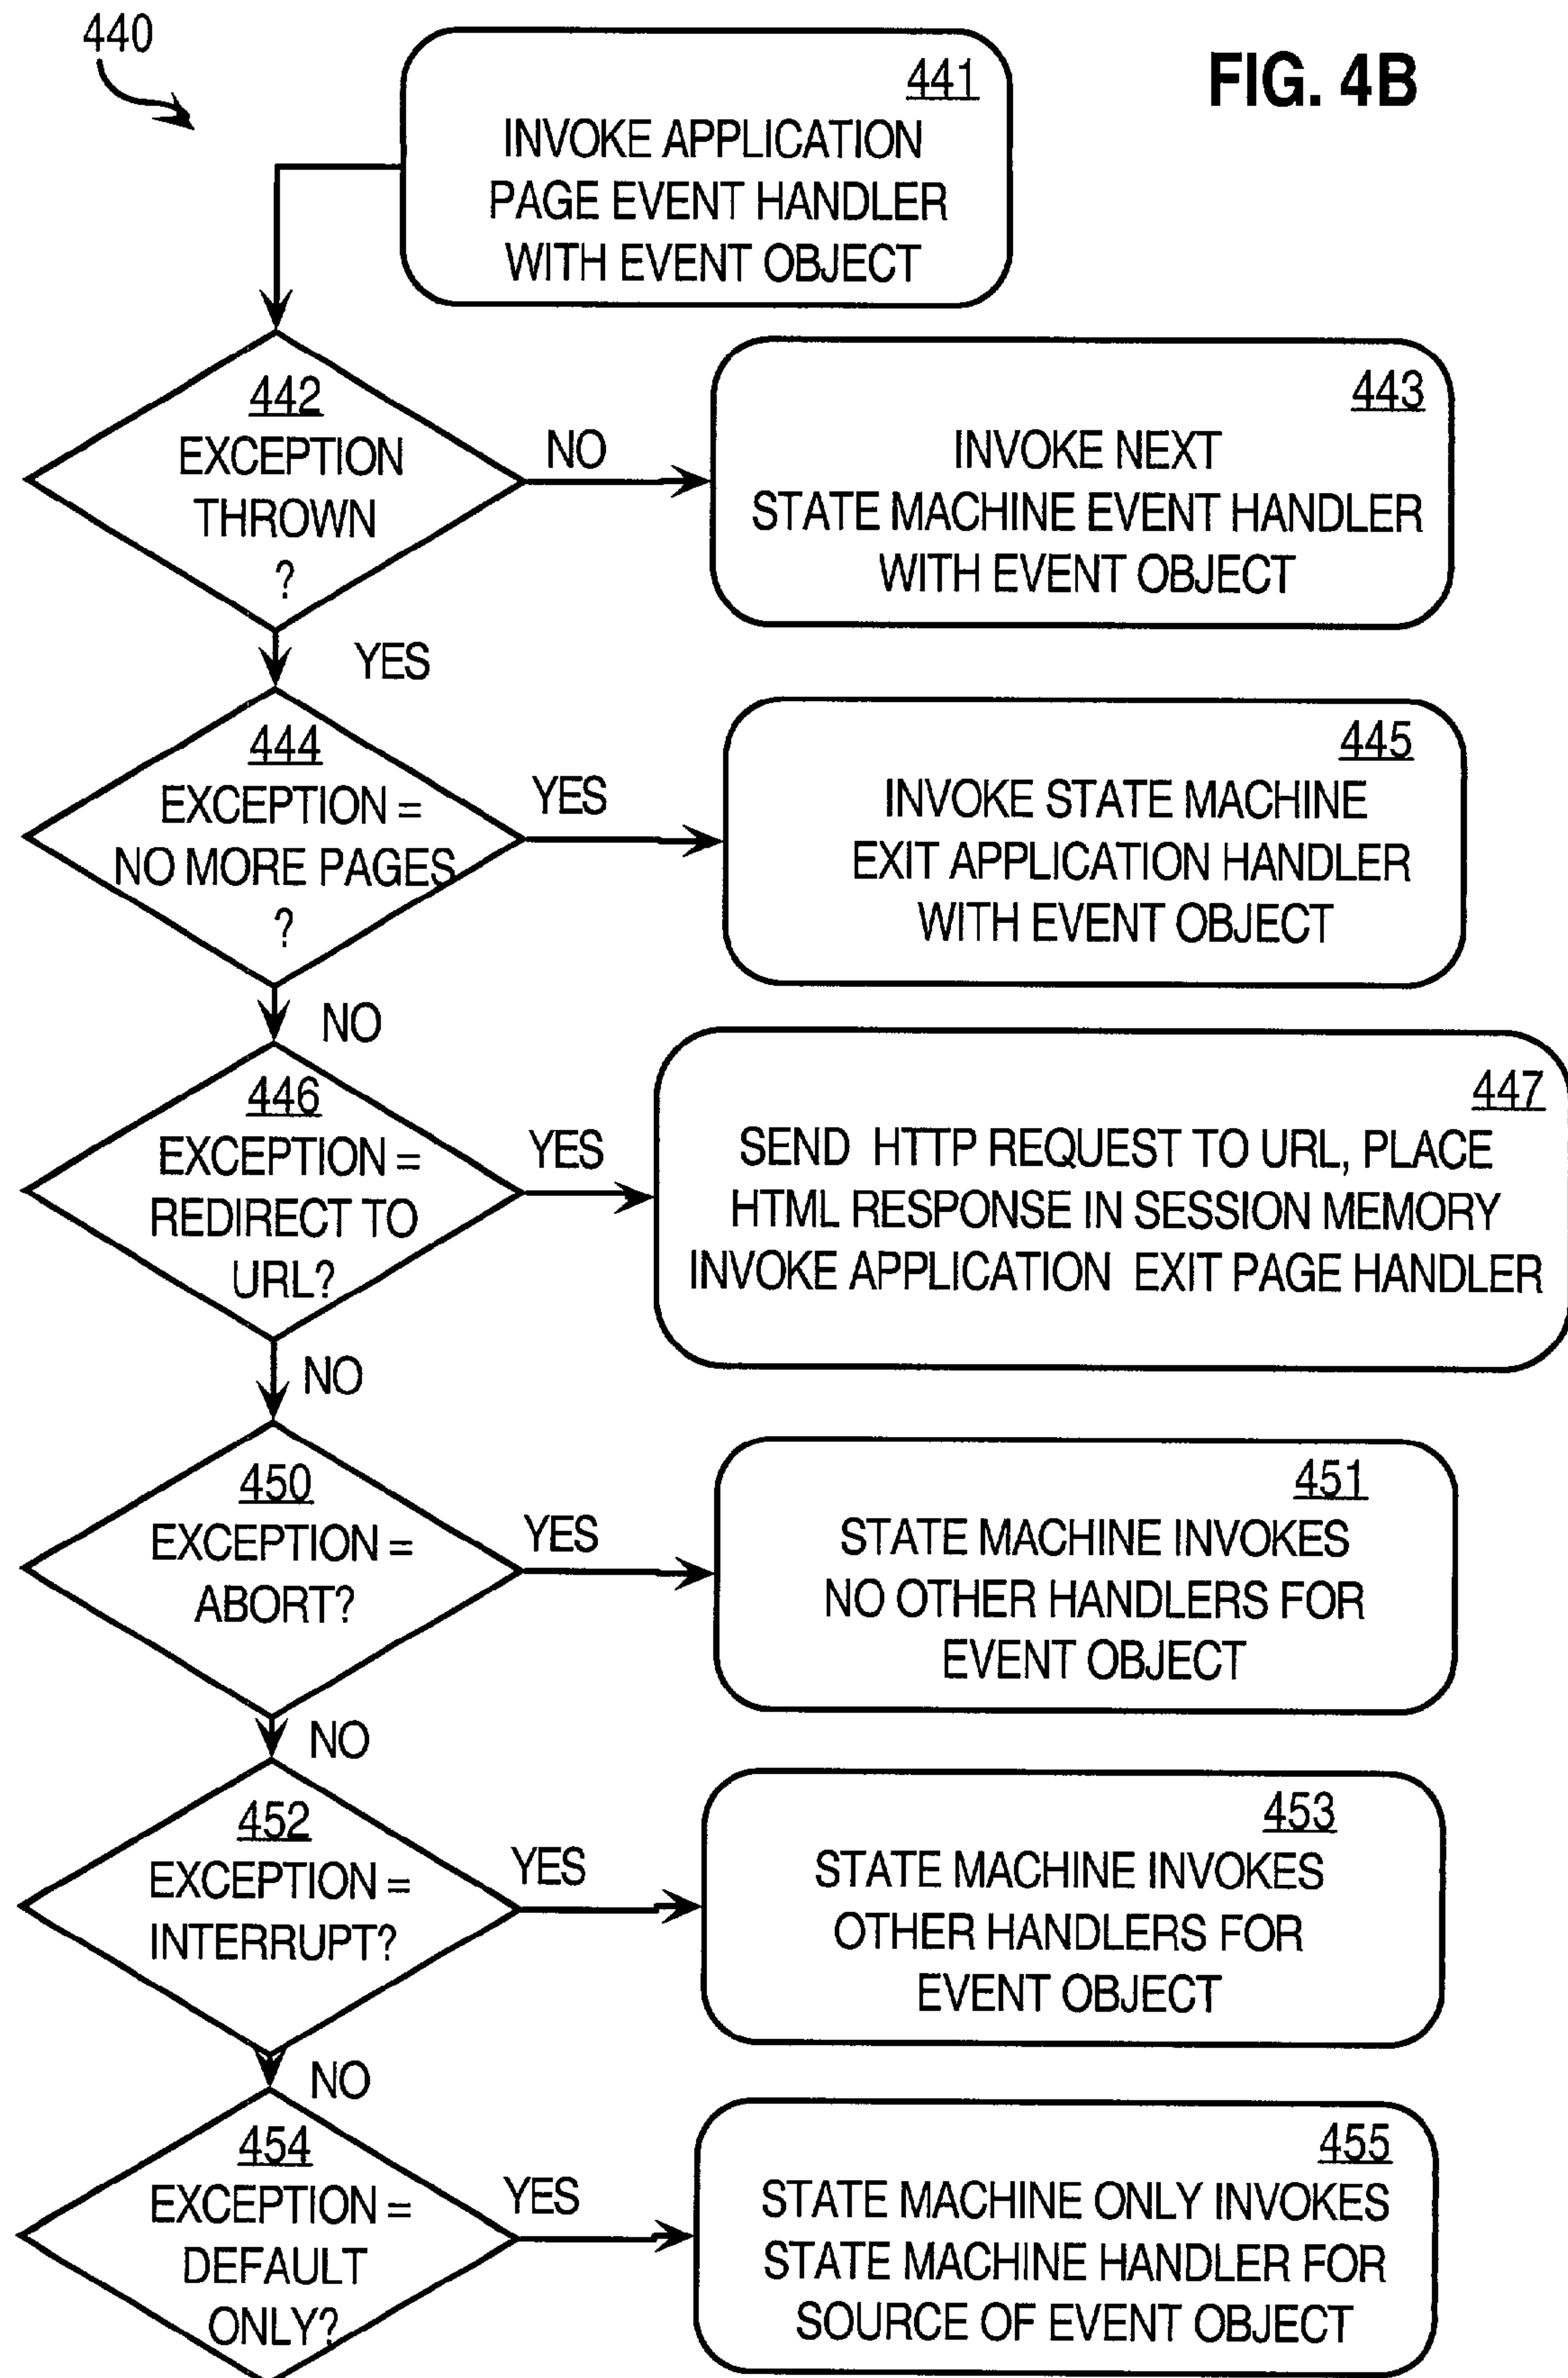 440
FIG. 4B
441
INVOKE APPLICATION
PAGE EVENT HANDLER
WITH EVENT OBJECT
442
EXCEPTION
THROWN
?
NO
443
INVOKE NEXT
STATE MACHINE EVENT HANDLER
WITH EVENT OBJECT
YES
444
EXCEPTION =
NO MORE PAGES
?
YES
445
INVOKE STATE MACHINE
EXIT APPLICATION HANDLER
WITH EVENT OBJECT
NO
446
EXCEPTION =
REDIRECT TO
URL?
YES
447
SEND HTTP REQUEST TO URL, PLACE
HTML RESPONSE IN SESSION MEMORY
INVOKE APPLICATION EXIT PAGE HANDLER
NO
450
EXCEPTION =
ABORT?
YES
451
STATE MACHINE INVOKES
NO OTHER HANDLERS FOR
EVENT OBJECT
NO
452
EXCEPTION =
INTERRUPT?
YES
453
STATE MACHINE INVOKES
OTHER HANDLERS FOR
EVENT OBJECT
NO
454
EXCEPTION =
DEFAULT
ONLY?
YES
455
STATE MACHINE ONLY INVOKES
STATE MACHINE HANDLER FOR
SOURCE OF EVENT OBJECT